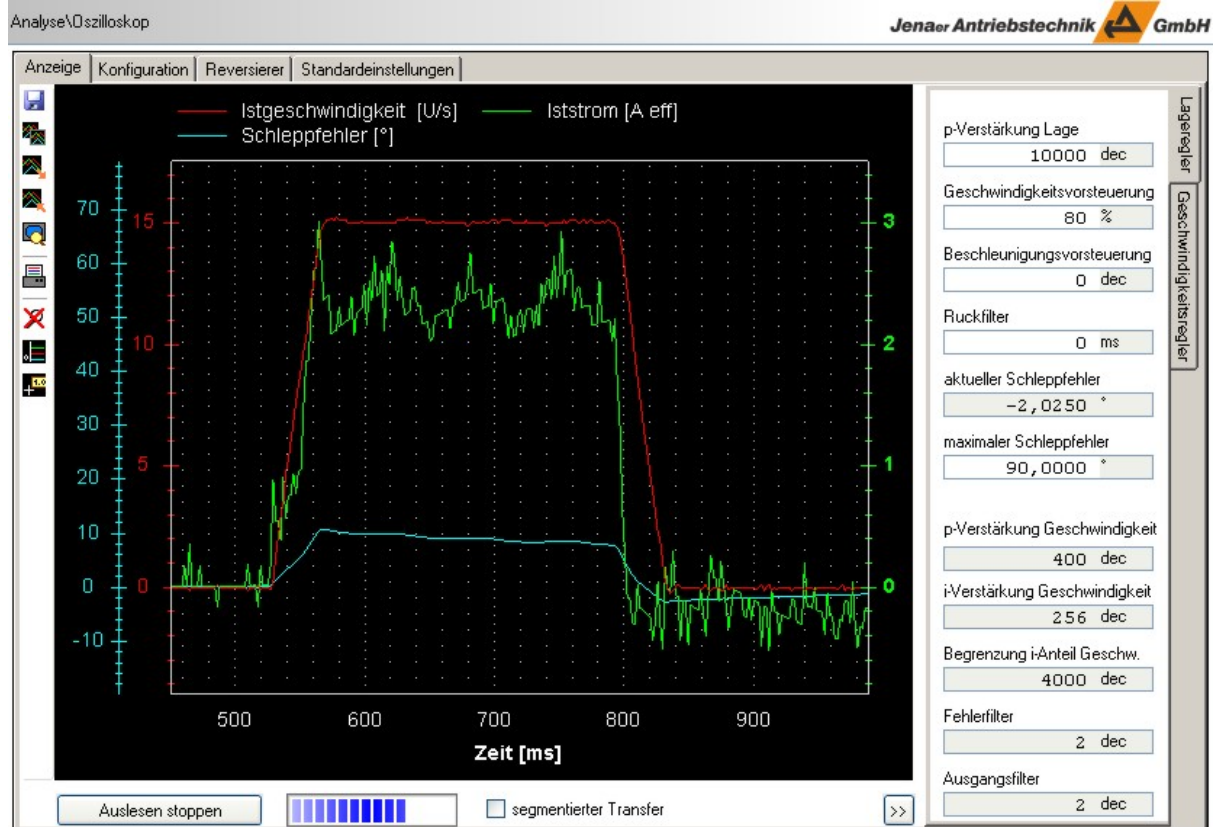 Analyse\Oszilloskop
Jenaer Antriebstechnik GmbH
Anzeige Konfiguration Reversierer Standardeinstellungen
Istgeschwindigkeit [U/s] Iststrom [A eff]
Schleppfehler [°]
70 15 3
60
50
10 2
40
30
20 5 1
10
0 0 0
-10
500 600 700 800 900
Zeit [ms]
Auslesen stoppen
segmentierter Transfer
>>
p-Verstärkung Lage
10000 dec
Geschwindigkeitsvorsteuerung
80 %
Beschleunigungsvorsteuerung
0 dec
Ruckfilter
0 ms
aktueller Schleppfehler
-2,0250 °
maximaler Schleppfehler
90,0000 °
p-Verstärkung Geschwindigkeit
400 dec
i-Verstärkung Geschwindigkeit
256 dec
Begrenzung i-Anteil Geschw.
4000 dec
Fehlerfilter
2 dec
Ausgangsfilter
2 dec
Lageregler
Geschwindigkeitsregler